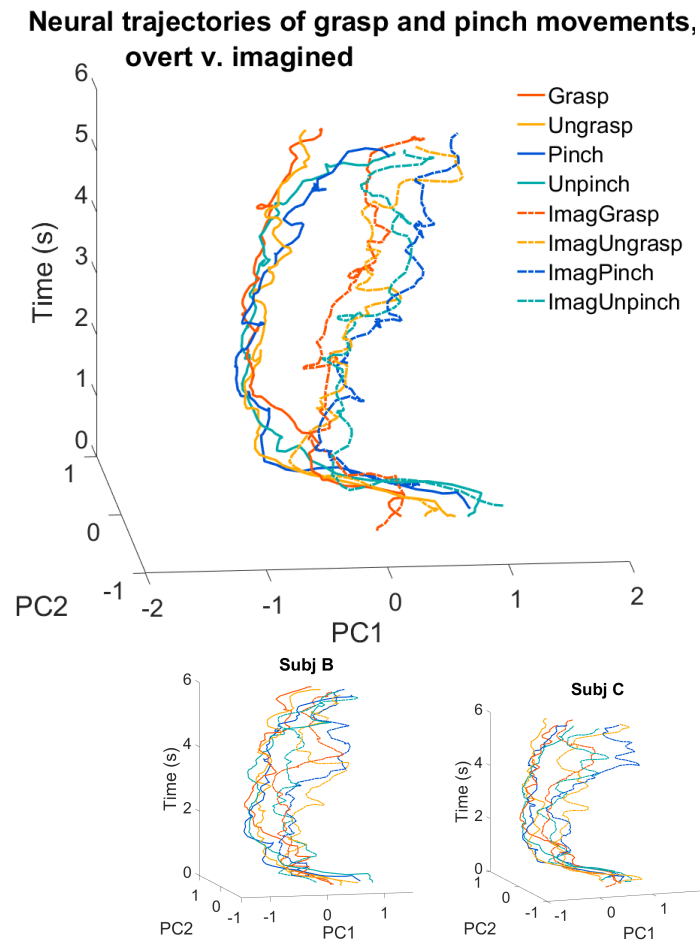 Neural trajectories of grasp and pinch movements,
overt v. imagined
6
5
4
3
2
1
0
Time (s)
1
0
-1
PC2
-2
-1
0
1
2
PC1
Grasp
Ungrasp
Pinch
Unpinch
ImagGrasp
ImagUngrasp
ImagPinch
ImagUnpinch
Subj B
6
4
2
0
Time (s)
1
0
-1
PC2
-1
0
1
PC1
Subj C
6
4
2
0
Time (s)
1
0
-1
PC2
-1
0
1
PC1